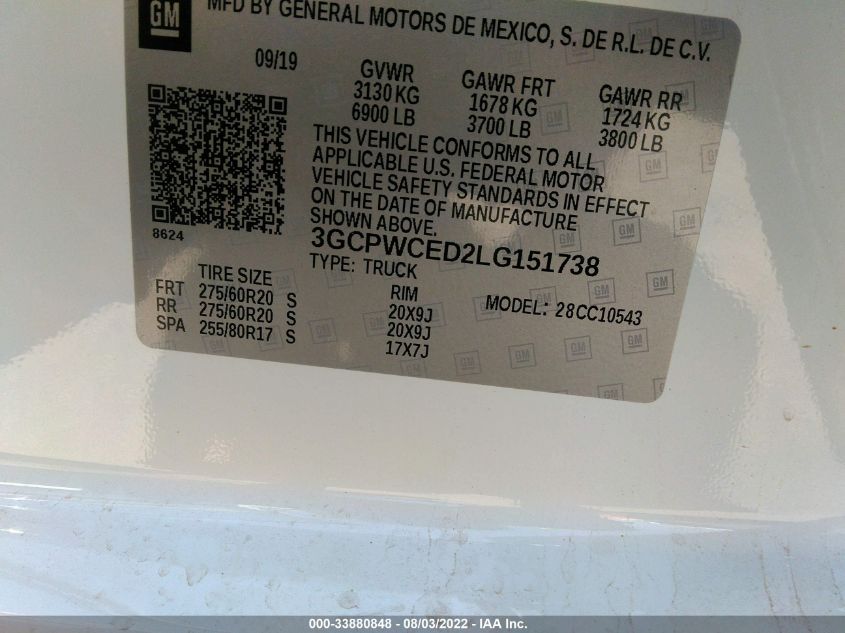 GM
MFD BY GENERAL MOTORS DE MEXICO, S. DE R.L. DE C.V.
09/19
GVWR GAWR FRT GAWR RR
3130 KG 1678 KG 1724 KG
6900 LB 3700 LB 3800 LB
THIS VEHICLE CONFORMS TO ALL
APPLICABLE U.S. FEDERAL MOTOR
VEHICLE SAFETY STANDARDS IN EFFECT
ON THE DATE OF MANUFACTURE
SHOWN ABOVE.
8624
3GCPWCED2LG151738
TYPE: TRUCK
TIRE SIZE RIM MODEL: 28CC10543
FRT 275/60R20 S 20X9J
RR 275/60R20 S 20X9J
SPA 255/80R17 S 17X7J
000-33880848 - 08/03/2022 - IAA Inc.